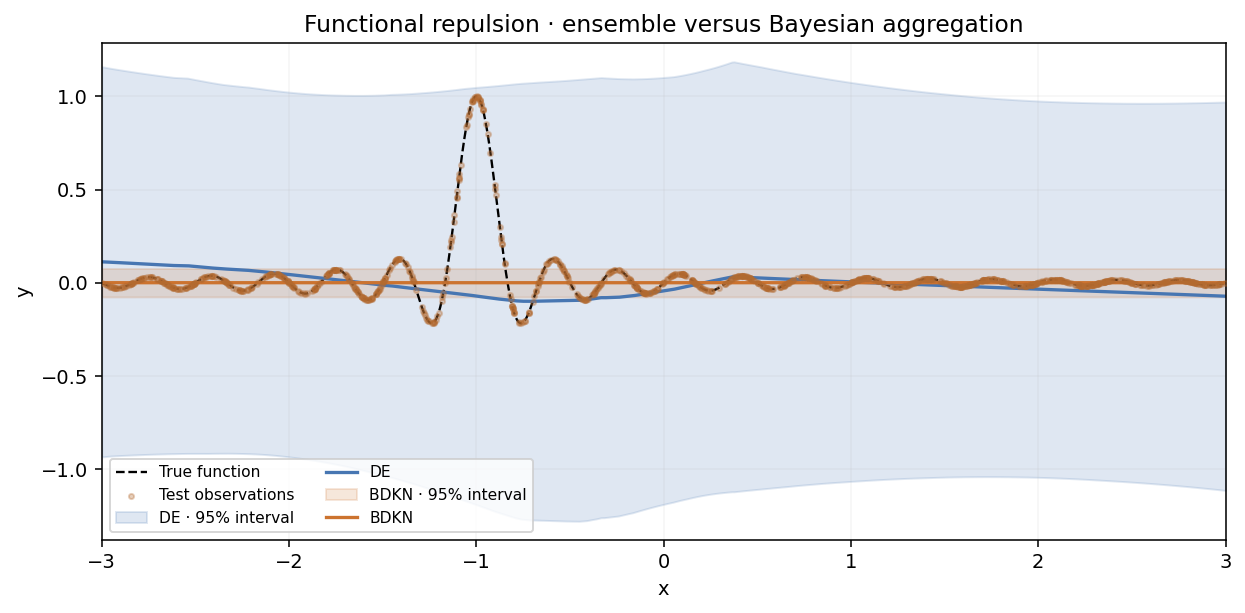 Functional repulsion · ensemble versus Bayesian aggregation
y
1.0
0.5
0.0
−0.5
−1.0
True function
Test observations
DE · 95% interval
DE
BDKN · 95% interval
BDKN
−3 −2 −1 0 1 2 3
x